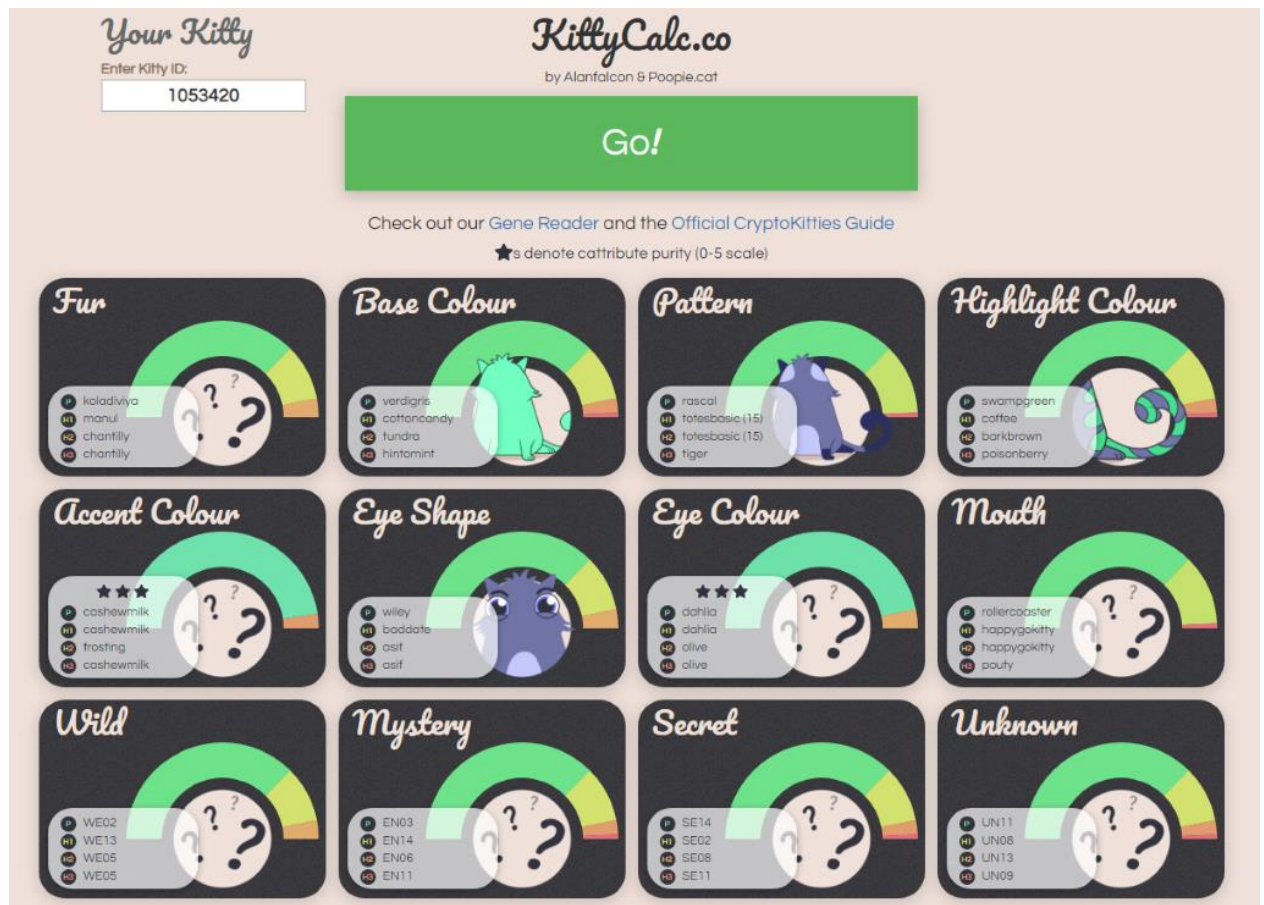 Your Kitty
Enter Kitty ID:
1053420
KittyCalc.co
by Alanfalcon & Poopie.cat
Go!
Check out our Gene Reader and the Official CryptoKitties Guide
★s denote cattribute purity (0-5 scale)
Fur
P koladiviya
H1 manul
H2 chantilly
H3 chantilly
? ? ?
Base Colour
P verdigris
H1 cottoncandy
H2 tundra
H3 hintomint
Pattern
P rascal
H1 totesbasic (15)
H2 totesbasic (15)
H3 tiger
Highlight Colour
P swampgreen
H1 coffee
H2 barkbrown
H3 poisonberry
Accent Colour
★★★
P cashewmilk
H1 cashewmilk
H2 frosting
H3 cashewmilk
? ? ?
Eye Shape
P wiley
H1 baddate
H2 asif
H3 asif
Eye Colour
★★★
P dahlia
H1 dahlia
H2 olive
H3 olive
? ? ?
Mouth
P rollercoaster
H1 happygokitty
H2 happygokitty
H3 pouty
? ? ?
Wild
P WE02
H1 WE13
H2 WE05
H3 WE05
? ? ?
Mystery
P EN03
H1 EN14
H2 EN06
H3 EN11
? ? ?
Secret
P SE14
H1 SE02
H2 SE08
H3 SE11
? ? ?
Unknown
P UN11
H1 UN08
H2 UN13
H3 UN09
? ? ?